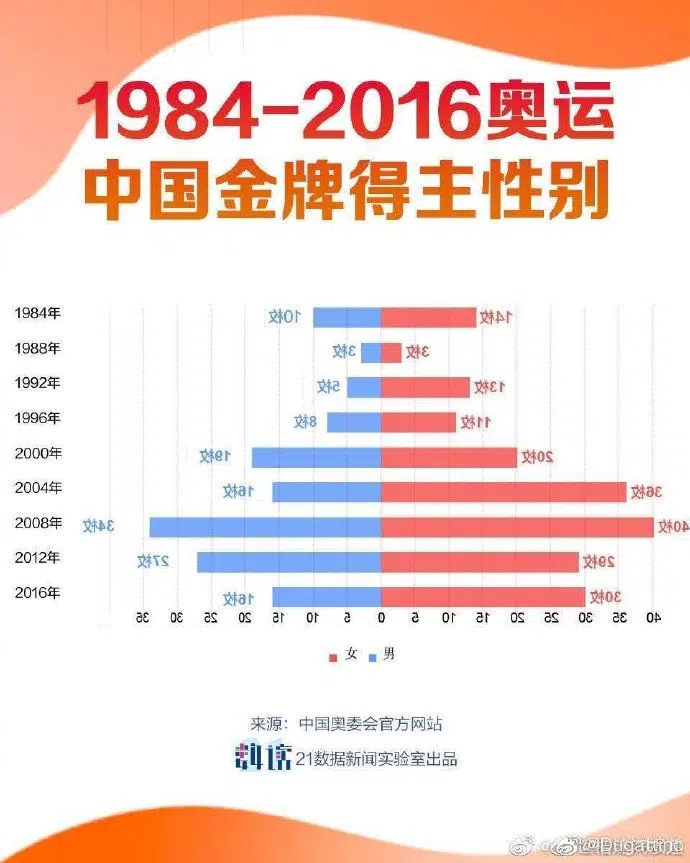 1984-2016奥运
中国金牌得主性别
1984年 10枚 14枚
1988年 3枚 3枚
1992年 5枚 13枚
1996年 8枚 11枚
2000年 19枚 20枚
2004年 16枚 36枚
2008年 34枚 40枚
2012年 27枚 29枚
2016年 16枚 30枚
35 30 25 20 15 10 5 0 5 10 15 20 25 30 35 40
女 男
来源：中国奥委会官方网站
21数据新闻实验室出品
@Dugattino